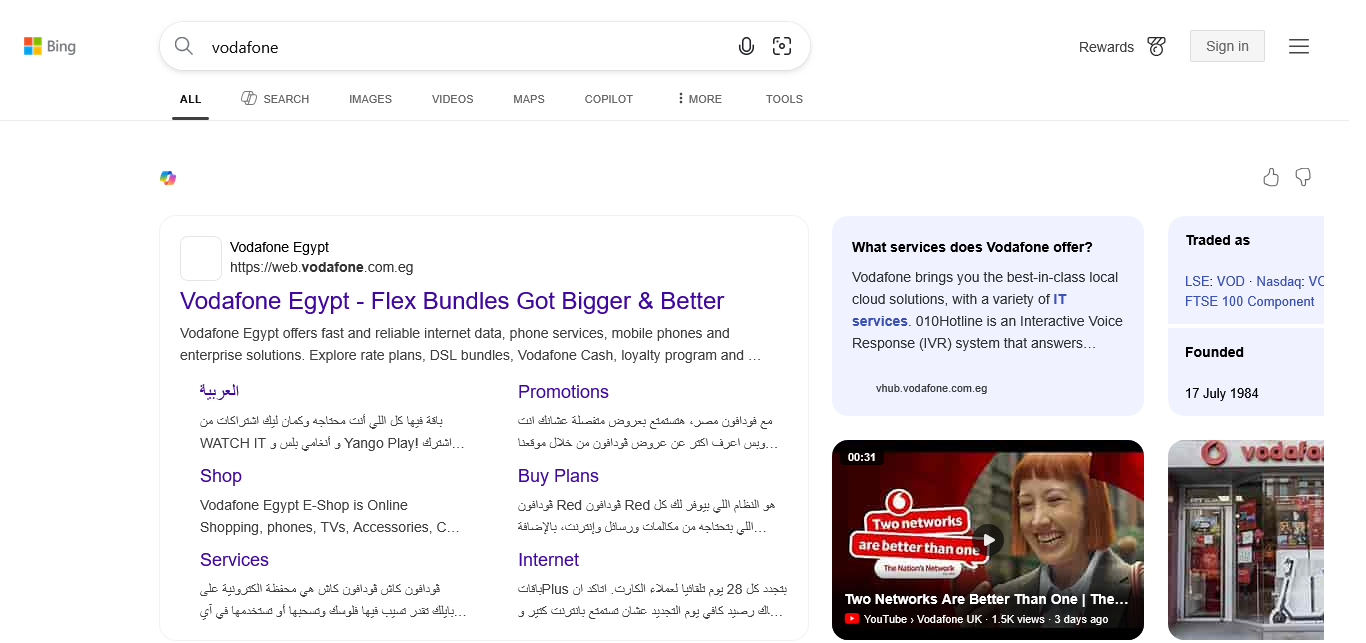 Bing
vodafone
Rewards
Sign in
ALL
SEARCH
IMAGES
VIDEOS
MAPS
COPILOT
MORE
TOOLS
Vodafone Egypt
https://web.vodafone.com.eg
Vodafone Egypt - Flex Bundles Got Bigger & Better
Vodafone Egypt offers fast and reliable internet data, phone services, mobile phones and
enterprise solutions. Explore rate plans, DSL bundles, Vodafone Cash, loyalty program and …
العربية
باقة فيها كل اللي أنت محتاجه وكمان ليك اشتراكات من
WATCH IT و أنغامي بلس و Yango Play! اشترك…
Promotions
مع فودافون مصر، هتستمتع بعروض متفصلة عشانك انت
وبس اعرف اكتر عن عروض ڤودافون من خلال موقعنا…
Shop
Vodafone Egypt E-Shop is Online
Shopping, phones, TVs, Accessories, C…
Buy Plans
هو النظام اللي بيوفر لك كل Red ڤودافون Red ڤودافون
اللي بتحتاجه من مكالمات ورسائل وإنترنت، بالإضافة…
Services
ڤودافون كاش ڤودافون كاش هي محفظة الكترونية على
بايلك تقدر تسيب فيها فلوسك وتسحبها أو تستخدمها في أي…
Internet
بتتجدد كل 28 يوم تلقائيا لعملاء الكارت. اتاكد ان Plusباقات
ـاك رصيد كافي يوم التجديد عشان تستمتع بانترنت كتير و…
What services does Vodafone offer?
Vodafone brings you the best-in-class local
cloud solutions, with a variety of IT
services. 010Hotline is an Interactive Voice
Response (IVR) system that answers…
vhub.vodafone.com.eg
Traded as
LSE: VOD · Nasdaq: VO
FTSE 100 Component
Founded
17 July 1984
00:31
Two networks
are better than one
The Nation's Network
Two Networks Are Better Than One | The…
YouTube › Vodafone UK · 1.5K views · 3 days ago
vodafo